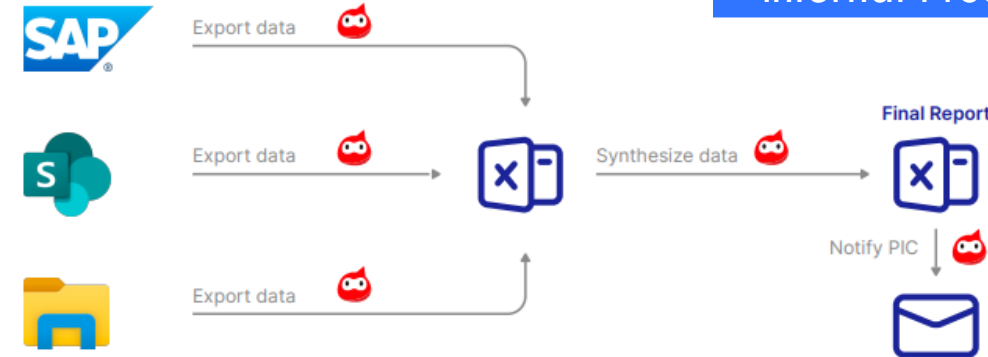 SAP
®
Export data
Final Report
S
Export data
Synthesize data
X
X
Notify PIC
Export data